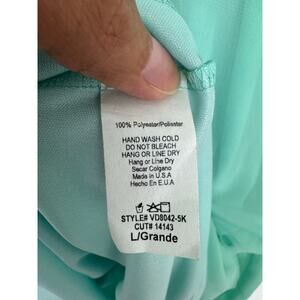 100% Polyester/Poliester
HAND WASH COLD
DO NOT BLEACH
HANG OR LINE DRY
Hang or Line Dry
Secar Colgano
Made in U.S.A
Hecho En E.U.A
STYLE# VD8042-5K
CUT# 14143
L/Grande